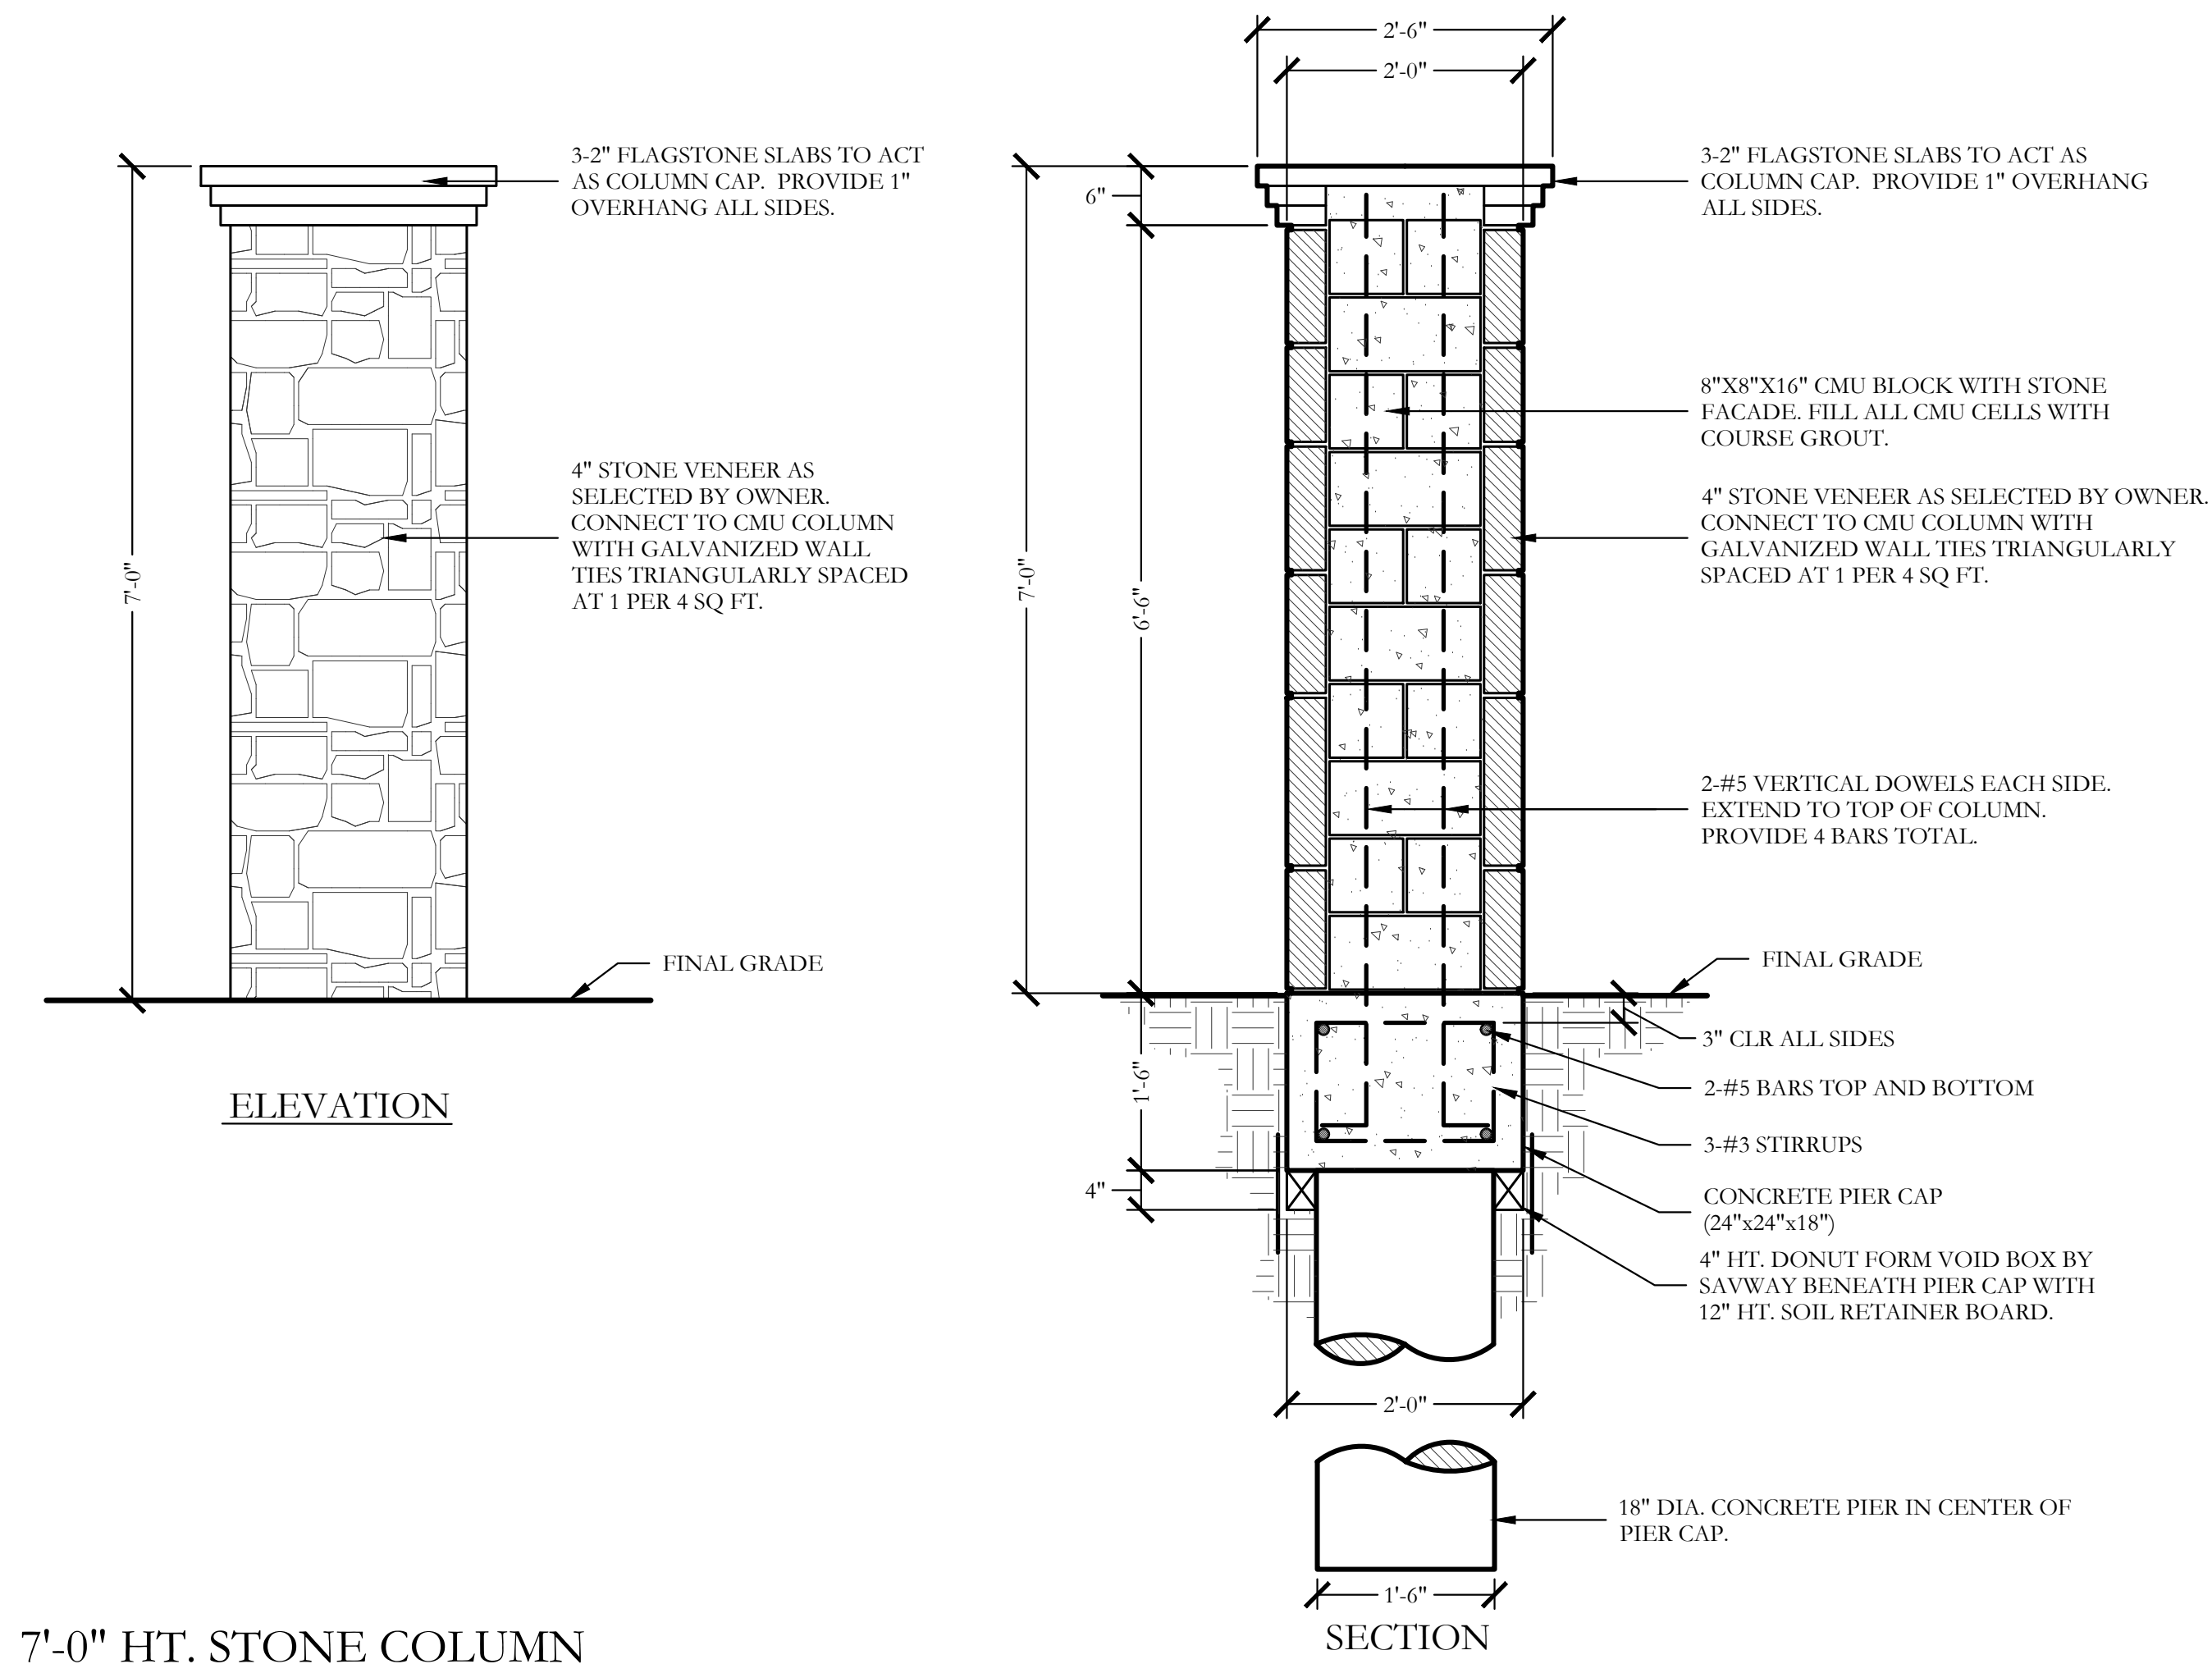 3-2" FLAGSTONE SLABS TO ACT
AS COLUMN CAP.  PROVIDE 1"
OVERHANG ALL SIDES.
7'-0"
4" STONE VENEER AS
SELECTED BY OWNER.
CONNECT TO CMU COLUMN
WITH GALVANIZED WALL
TIES TRIANGULARLY SPACED
AT 1 PER 4 SQ FT.
FINAL GRADE
ELEVATION
2'-6"
2'-0"
6"
7'-0"
6'-6"
1'-6"
4"
3-2" FLAGSTONE SLABS TO ACT AS
COLUMN CAP.  PROVIDE 1" OVERHANG
ALL SIDES.
8"X8"X16" CMU BLOCK WITH STONE
FACADE. FILL ALL CMU CELLS WITH
COURSE GROUT.
4" STONE VENEER AS SELECTED BY OWNER.
CONNECT TO CMU COLUMN WITH
GALVANIZED WALL TIES TRIANGULARLY
SPACED AT 1 PER 4 SQ FT.
2-#5 VERTICAL DOWELS EACH SIDE.
EXTEND TO TOP OF COLUMN.
PROVIDE 4 BARS TOTAL.
FINAL GRADE
3" CLR ALL SIDES
2-#5 BARS TOP AND BOTTOM
3-#3 STIRRUPS
CONCRETE PIER CAP
(24"x24"x18")
4" HT. DONUT FORM VOID BOX BY
SAVWAY BENEATH PIER CAP WITH
12" HT. SOIL RETAINER BOARD.
2'-0"
18" DIA. CONCRETE PIER IN CENTER OF
PIER CAP.
1'-6"
SECTION
7'-0" HT. STONE COLUMN